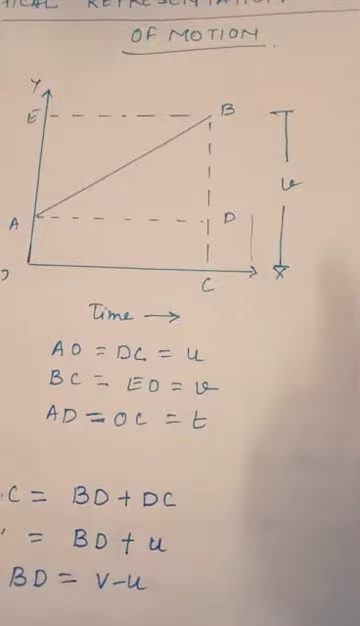 OF MOTION
Y
E
B
v
A
D
C
X
Time →
AO = DC = u
BC = EO = v
AD = OC = t
C = BD + DC
= BD + u
BD = v-u